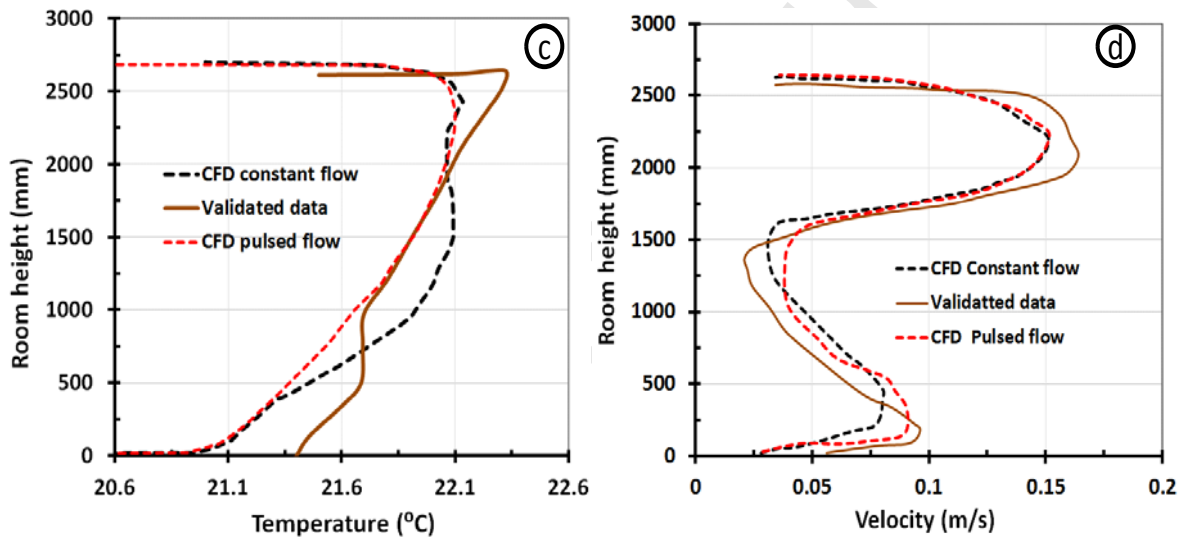 c
3000
2500
2000
1500
1000
500
0
Room height (mm)
CFD constant flow
Validated data
CFD pulsed flow
20.6 21.1 21.6 22.1 22.6
Temperature (⁰C)
d
3000
2500
2000
1500
1000
500
0
Room height (mm)
CFD Constant flow
Validatted data
CFD Pulsed flow
0 0.05 0.1 0.15 0.2
Velocity (m/s)